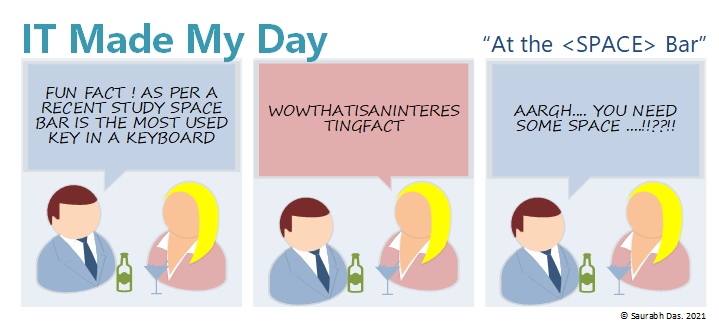 IT Made My Day
“At the <SPACE> Bar”
FUN FACT ! AS PER A
RECENT STUDY SPACE
BAR IS THE MOST USED
KEY IN A KEYBOARD
WOWTHATISANINTERES
TINGFACT
AARGH.... YOU NEED
SOME SPACE ....!!??!!
© Saurabh Das. 2021